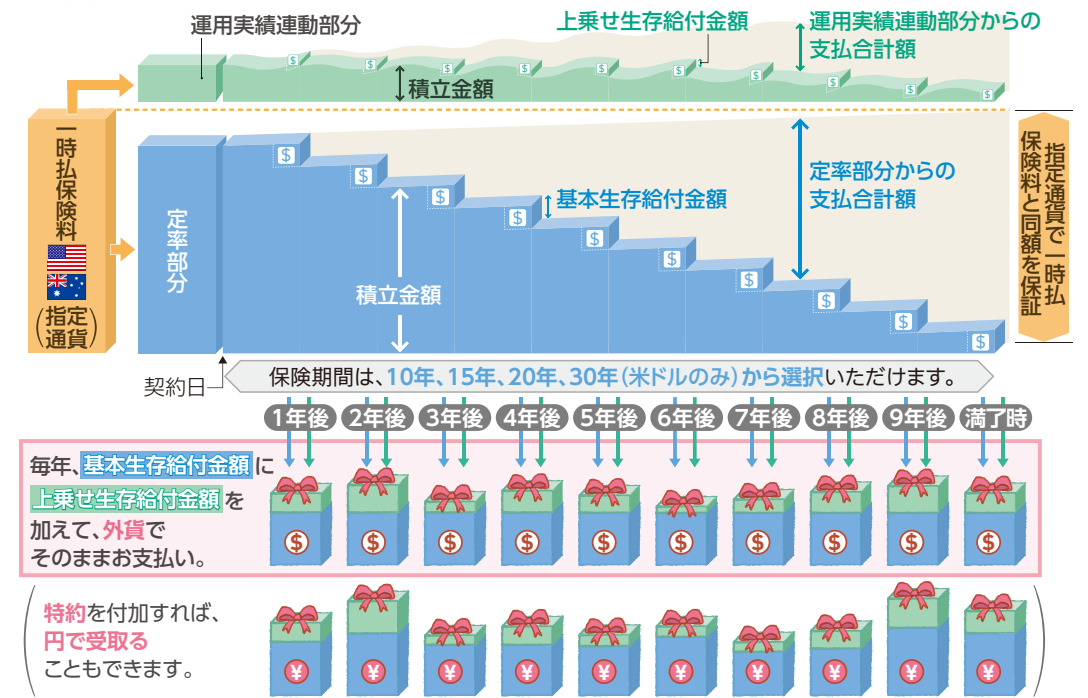 運用実績連動部分
上乗せ生存給付金額
運用実績連動部分からの
支払合計額
$
$
$
$
$
$
$
$
$
$
積立金額
一時払保険料
(指定
通貨)
定率部分
$
$
$
$
$
$
$
$
$
$
積立金額
基本生存給付金額
定率部分からの
支払合計額
指定通貨で一時払
保険料と同額を保証
契約日
保険期間は、10年、15年、20年、30年(米ドルのみ)から選択いただけます。
1年後
2年後
3年後
4年後
5年後
6年後
7年後
8年後
9年後
満了時
毎年、基本生存給付金額に
上乗せ生存給付金額を
加えて、外貨で
そのままお支払い。
$
$
$
$
$
$
$
$
$
$
(特約を付加すれば、
円で受取る
こともできます。)
¥
¥
¥
¥
¥
¥
¥
¥
¥
¥